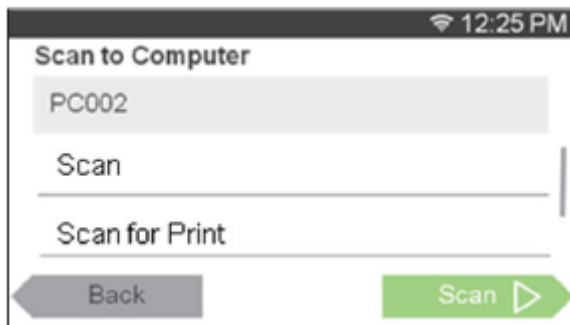 12:25 PM
Scan to Computer
PC002
Scan
Scan for Print
Back
Scan